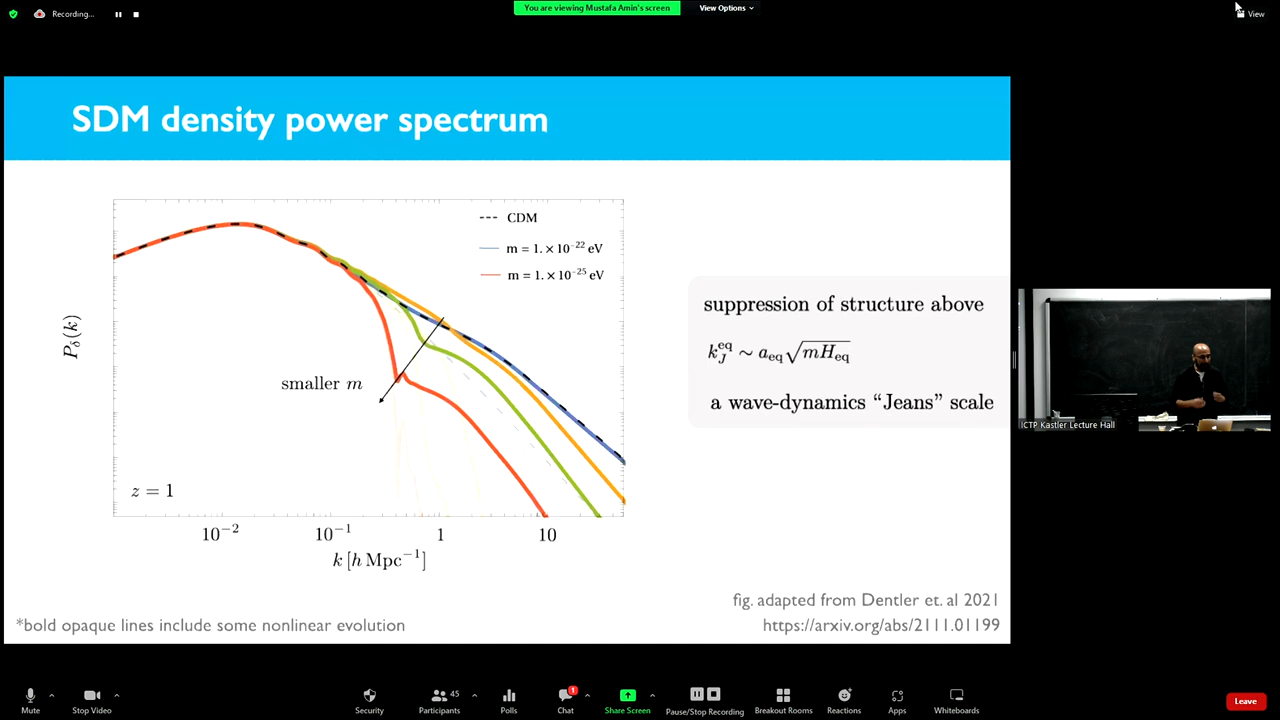 Recording...
You are viewing Mustafa Amin's screen
View Options
View
SDM density power spectrum
CDM
m = 1. × 10⁻²² eV
m = 1. × 10⁻²⁵ eV
P_δ(k)
smaller m
z = 1
10⁻² 10⁻¹ 1 10
k [h Mpc⁻¹]
suppression of structure above
k_J^eq ∼ a_eq √(mH_eq)
a wave-dynamics “Jeans” scale
ICTP Kastler Lecture Hall
fig. adapted from Dentler et. al 2021
*bold opaque lines include some nonlinear evolution
https://arxiv.org/abs/2111.01199
45
1
Mute
Stop Video
Security
Participants
Polls
Chat
Share Screen
Pause/Stop Recording
Breakout Rooms
Reactions
Apps
Whiteboards
Leave